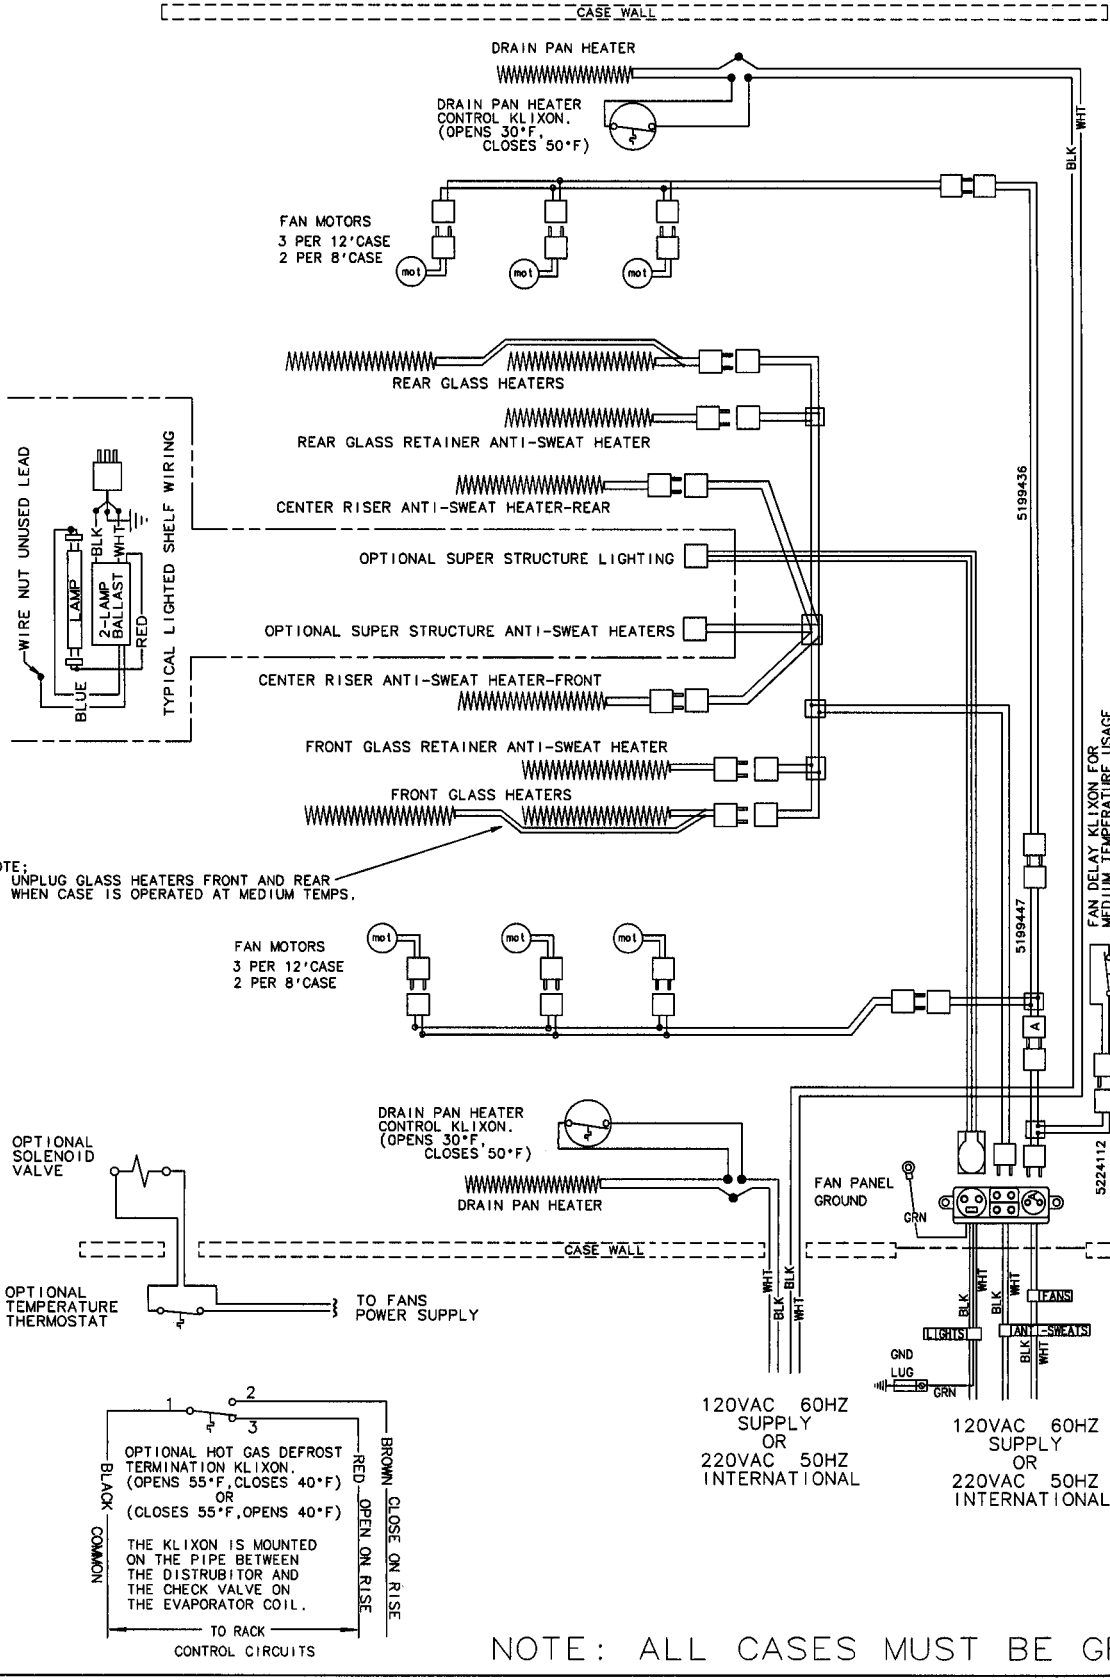 CASE WALL
DRAIN PAN HEATER
DRAIN PAN HEATER
CONTROL KLIXON.
(OPENS 30°F,
CLOSES 50°F)
BLK
WHT
FAN MOTORS
3 PER 12'CASE
2 PER 8'CASE
mot
mot
mot
REAR GLASS HEATERS
REAR GLASS RETAINER ANTI-SWEAT HEATER
CENTER RISER ANTI-SWEAT HEATER-REAR
5199436
OPTIONAL SUPER STRUCTURE LIGHTING
OPTIONAL SUPER STRUCTURE ANTI-SWEAT HEATERS
WIRE NUT UNUSED LEAD
LAMP
BLK
WHT
2-LAMP
BALLAST
RED
BLUE
TYPICAL LIGHTED SHELF WIRING
CENTER RISER ANTI-SWEAT HEATER-FRONT
FRONT GLASS RETAINER ANTI-SWEAT HEATER
FRONT GLASS HEATERS
OTE;
UNPLUG GLASS HEATERS FRONT AND REAR
WHEN CASE IS OPERATED AT MEDIUM TEMPS.
FAN DELAY KLIXON FOR
MEDIUM TEMPERATURE USAGE
5199447
FAN MOTORS
3 PER 12'CASE
2 PER 8'CASE
mot
mot
mot
A
DRAIN PAN HEATER
CONTROL KLIXON.
(OPENS 30°F,
CLOSES 50°F)
DRAIN PAN HEATER
OPTIONAL
SOLENOID
VALVE
FAN PANEL
GROUND
GRN
A
5224112
CASE WALL
OPTIONAL
TEMPERATURE
THERMOSTAT
TO FANS
POWER SUPPLY
WHT
BLK
BLK
WHT
BLK
WHT
BLK
WHT
FANS
LIGHTS
ANTI-SWEATS
BLK
WHT
GND
LUG
GRN
120VAC 60HZ
SUPPLY
OR
220VAC 50HZ
INTERNATIONAL
120VAC 60HZ
SUPPLY
OR
220VAC 50HZ
INTERNATIONAL
1
2
3
OPTIONAL HOT GAS DEFROST
TERMINATION KLIXON.
(OPENS 55°F,CLOSES 40°F)
OR
(CLOSES 55°F,OPENS 40°F)
THE KLIXON IS MOUNTED
ON THE PIPE BETWEEN
THE DISTRUBITOR AND
THE CHECK VALVE ON
THE EVAPORATOR COIL.
BLACK COMMON
RED OPEN ON RISE
BROWN CLOSE ON RISE
TO RACK
CONTROL CIRCUITS
NOTE: ALL CASES MUST BE